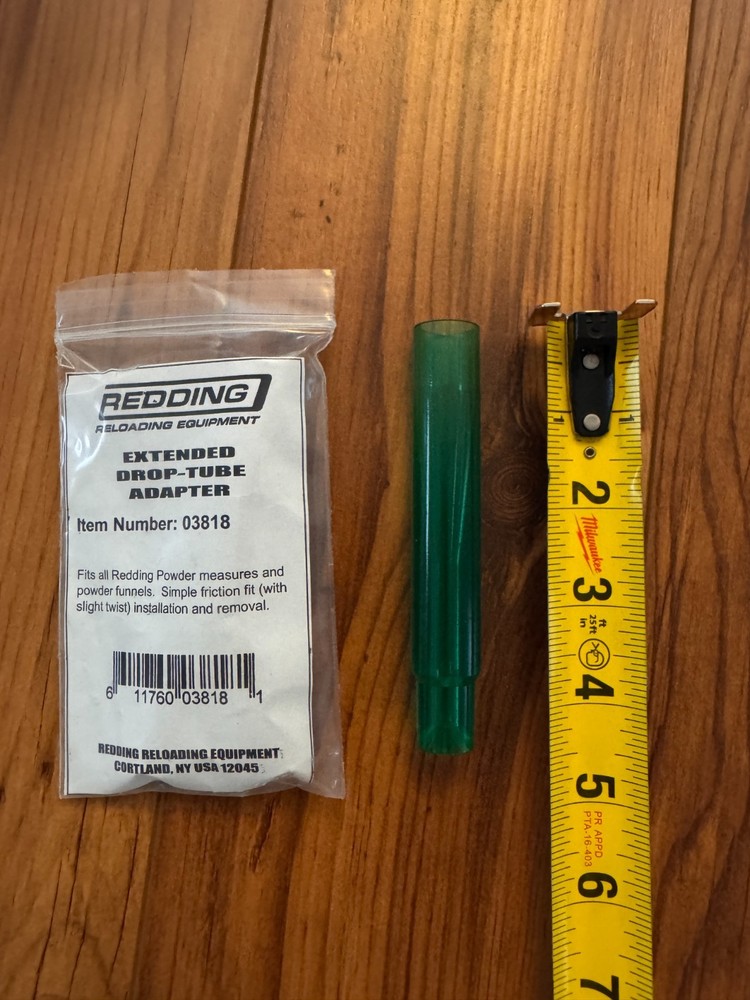 REDDING
RELOADING EQUIPMENT
EXTENDED
DROP-TUBE
ADAPTER
Item Number: 03818
Fits all Redding Powder measures and
powder funnels. Simple friction fit (with
slight twist) installation and removal.
6 11760 03818 1
REDDING RELOADING EQUIPMENT
CORTLAND, NY USA 12045
1 1
2
Milwaukee
3
ft
25ft
in
4
5
PR APPD
PTA-16-403
6
7